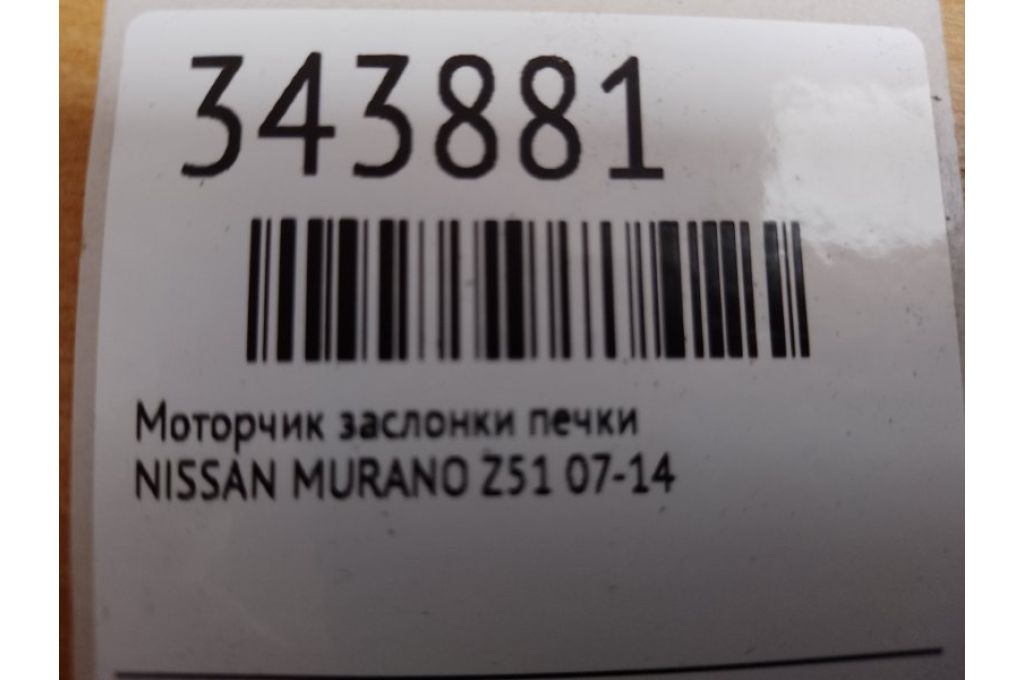 343881
Моторчик заслонки печки
NISSAN MURANO Z51 07-14